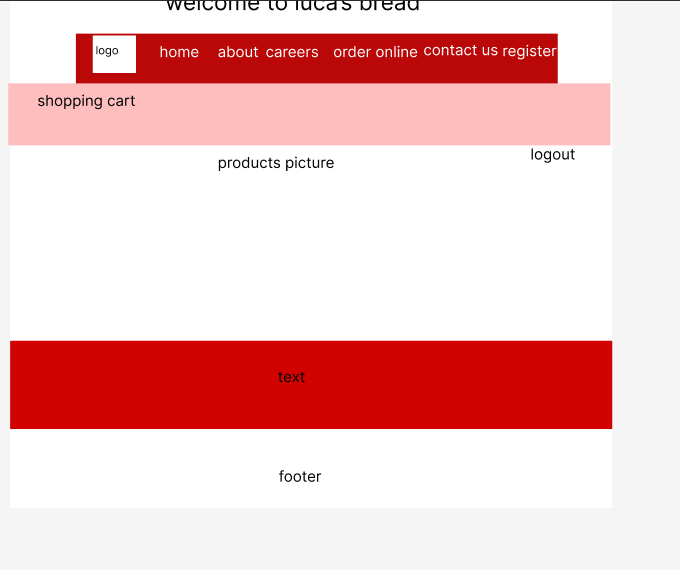 welcome to luca's bread
logo home about careers order online contact us register
shopping cart
logout
products picture
text
footer